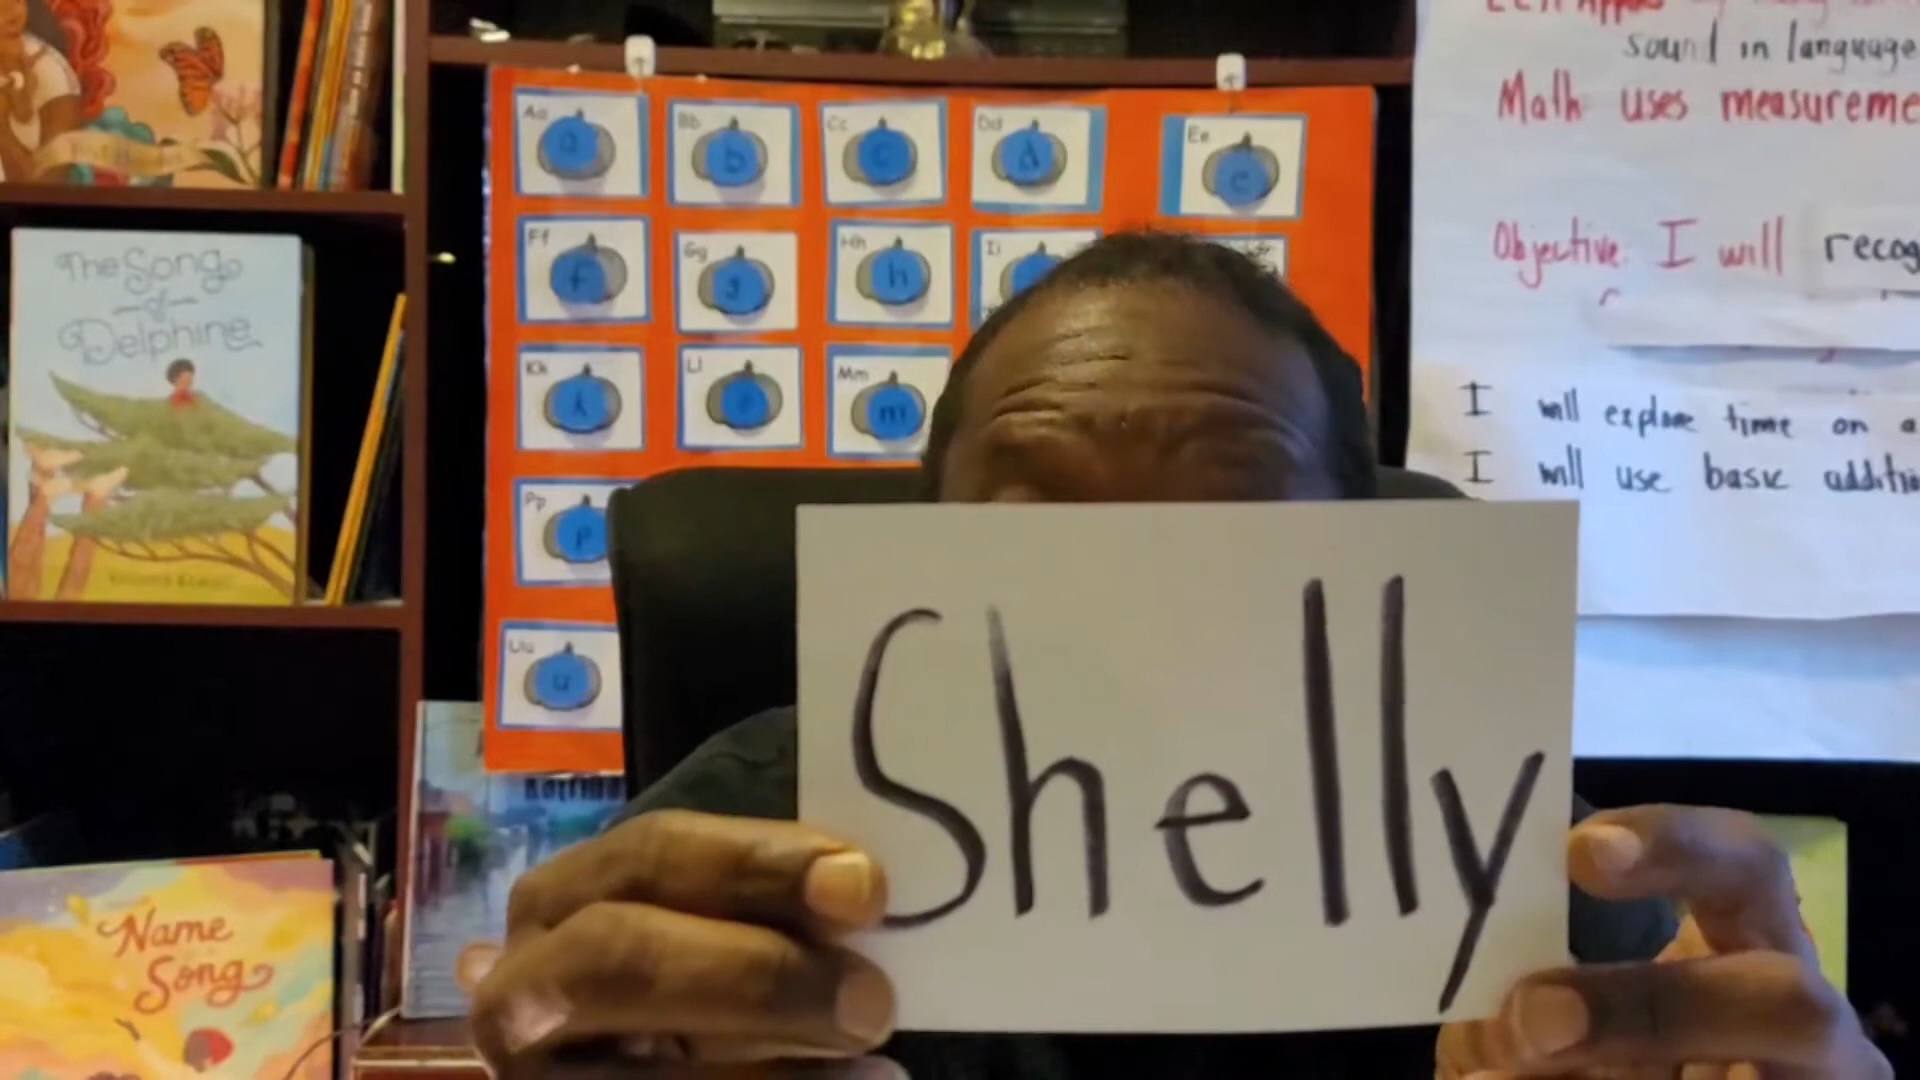 The Song
of
Delphine
Name
Song
Aa
a
Bb
b
Cc
c
Dd
d
Ee
e
Ff
f
Gg
g
Hh
h
Ii
Kk
k
Ll
Mm
m
Pp
p
Uu
u
sound in language
Math uses measureme
Objective: I will recog
I will explore time on a
I will use basic additio
Shelly